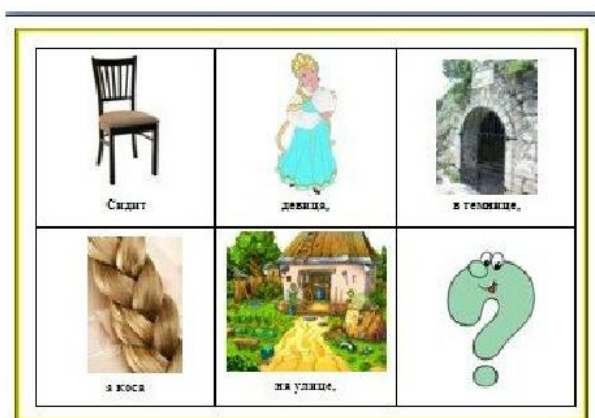 Сидит
девица,
в темнице,
а коса
на улице,